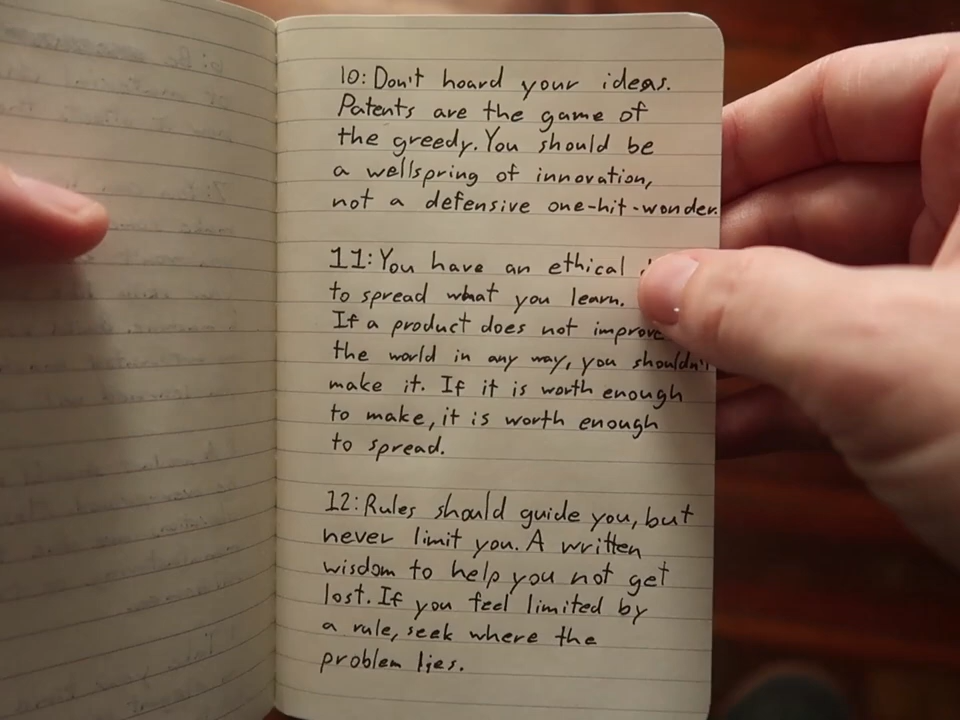 10: Don't hoard your ideas.
Patents are the game of
the greedy. You should be
a wellspring of innovation,
not a defensive one-hit-wonder.
11: You have an ethical
to spread what you learn.
If a product does not improve
the world in any way, you shouldn't
make it. If it is worth enough
to make, it is worth enough
to spread.
12: Rules should guide you, but
never limit you. A written
wisdom to help you not get
lost. If you feel limited by
a rule, seek where the
problem lies.